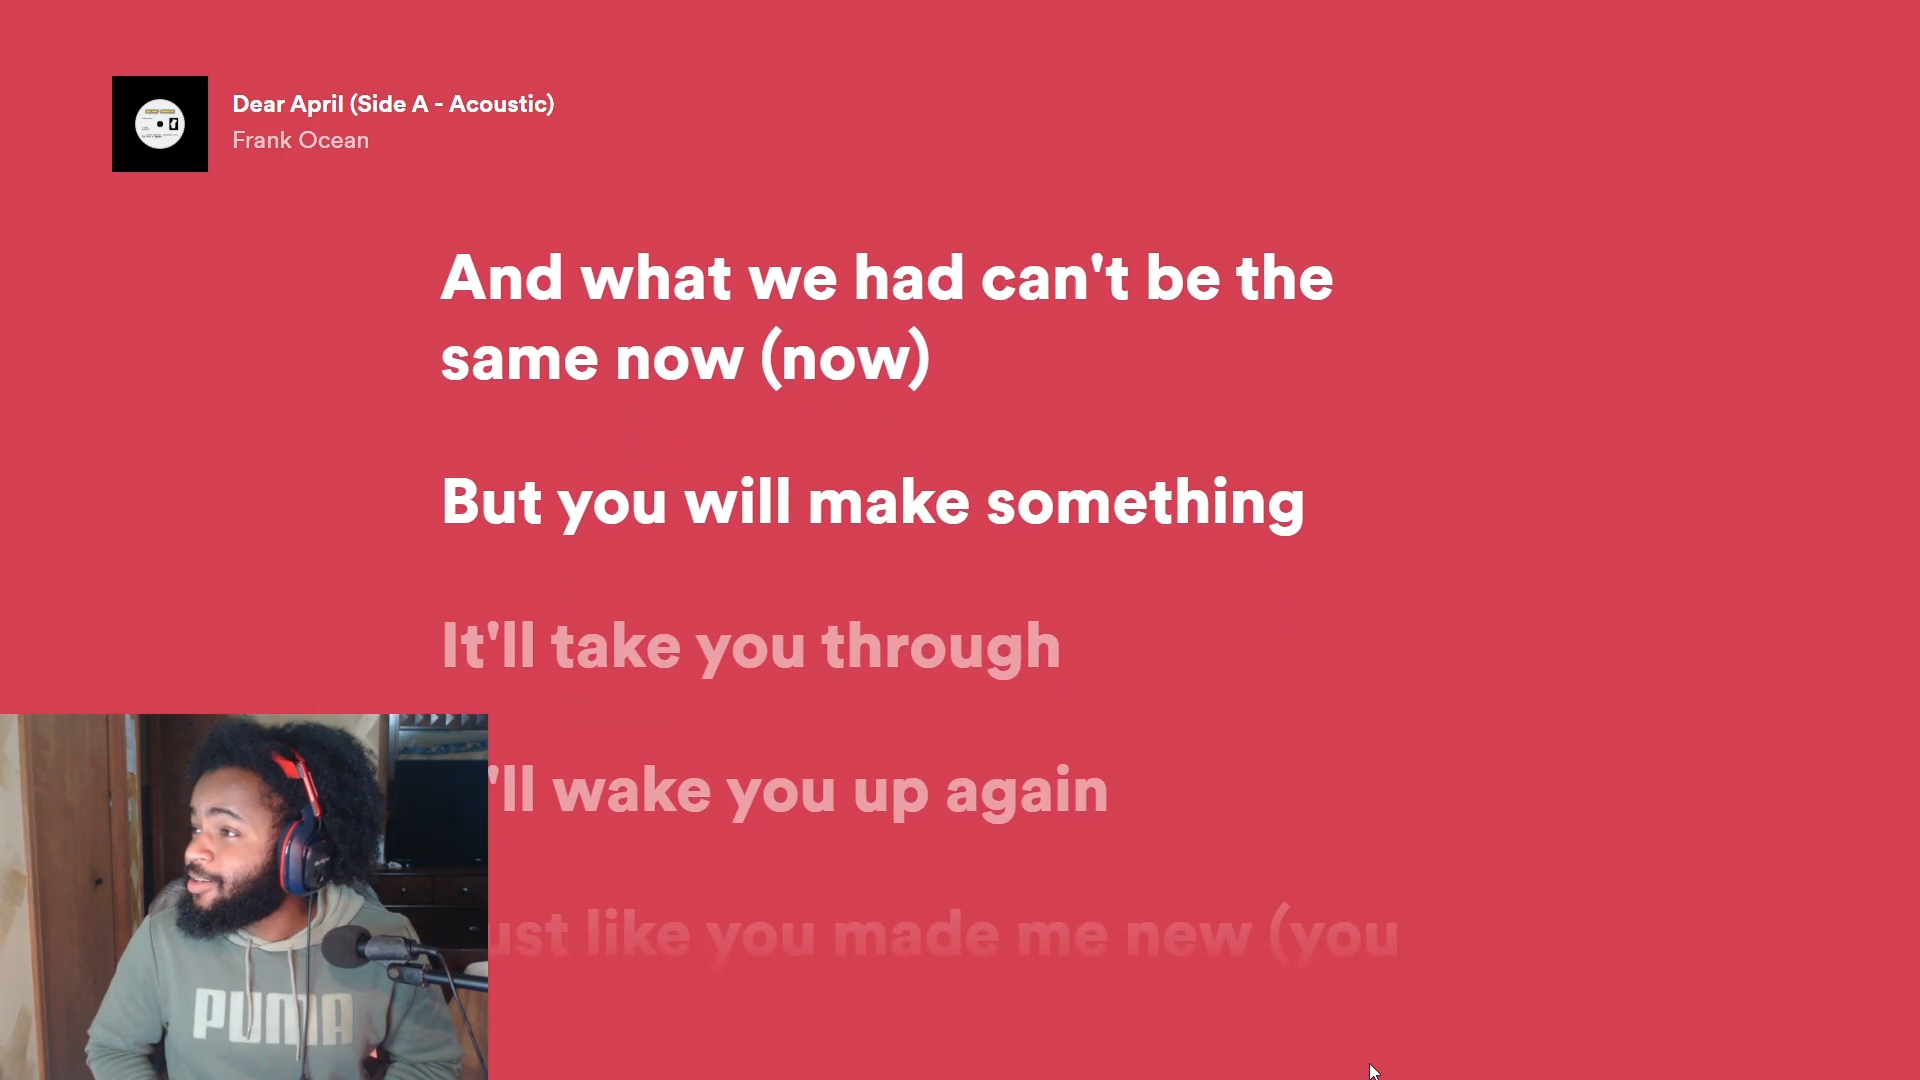 Dear April (Side A - Acoustic)
Frank Ocean
And what we had can't be the
same now (now)
But you will make something
It'll take you through
'll wake you up again
ust like you made me new (you
PUMA